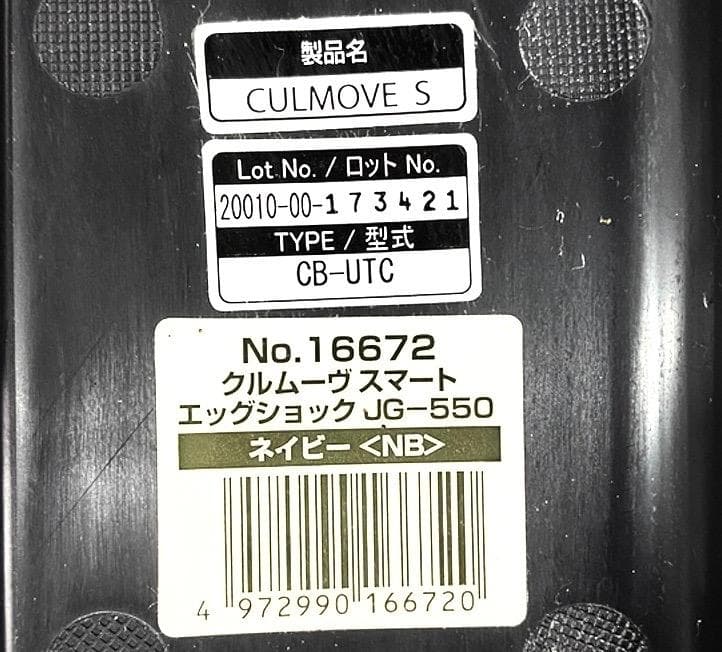 製品名
CULMOVE S
Lot No. / ロット No.
20010-00-173421
TYPE / 型式
CB-UTC
No.16672
クルムーヴ スマート
エッグショック JG-550
ネイビー <NB>
4 972990 166720